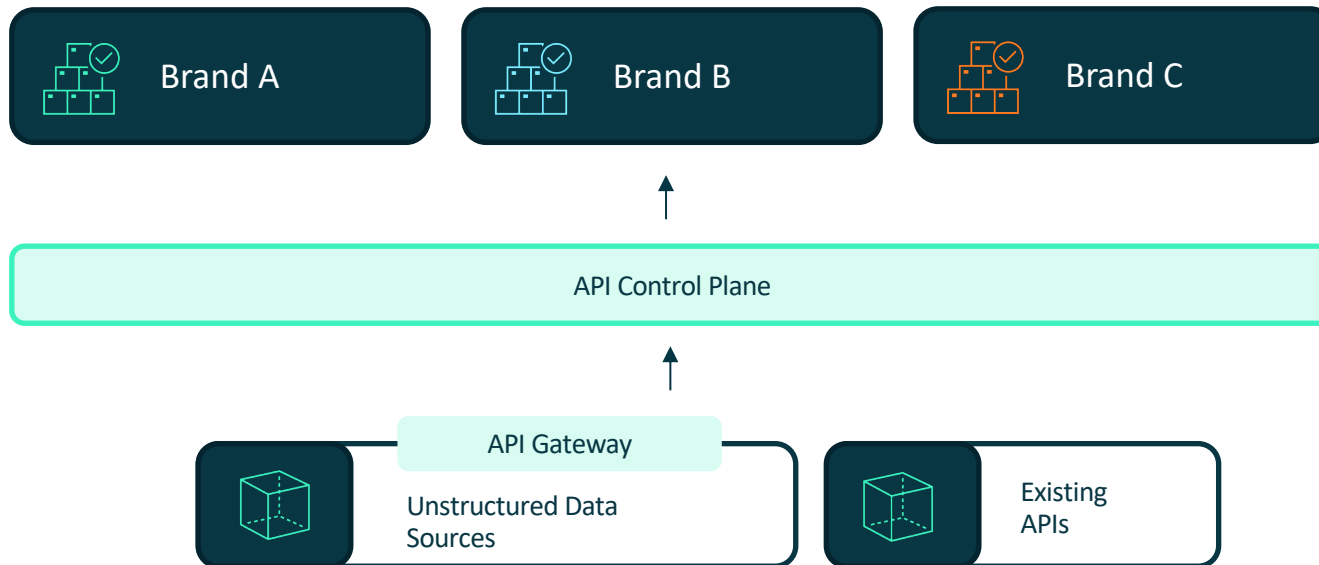 Brand A
Brand B
Brand C
API Control Plane
API Gateway
Unstructured Data
Sources
Existing
APIs